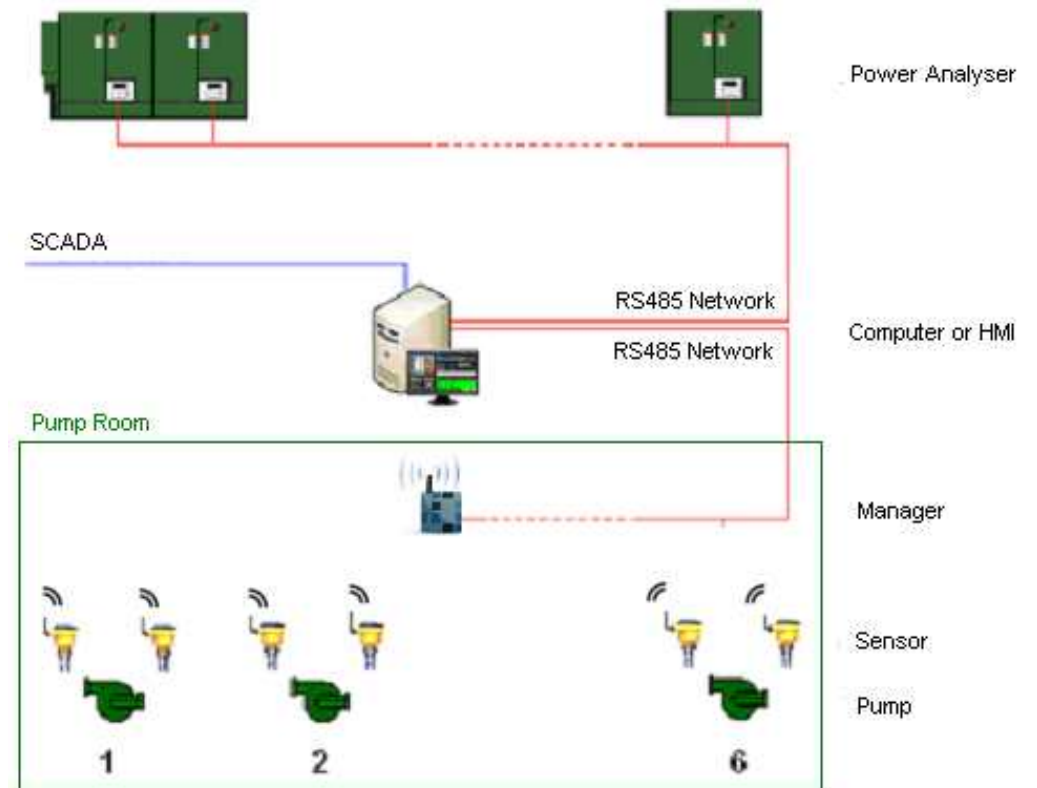 Power Analyser
SCADA
RS485 Network
Computer or HMI
RS485 Network
Pump Room
Manager
Sensor
Pump
1
2
6